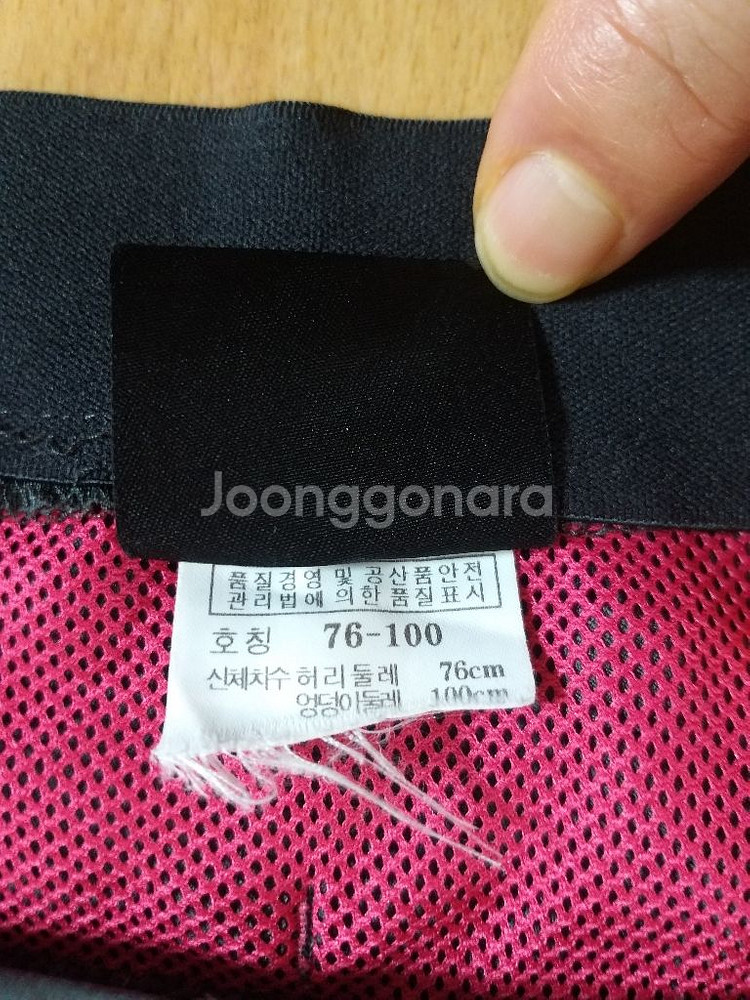 Joonggonara
품질경영 및 공산품안전
관리법에 의한 품질표시
호칭 76-100
신체차수 허리둘레 76cm
엉덩이둘레 100cm